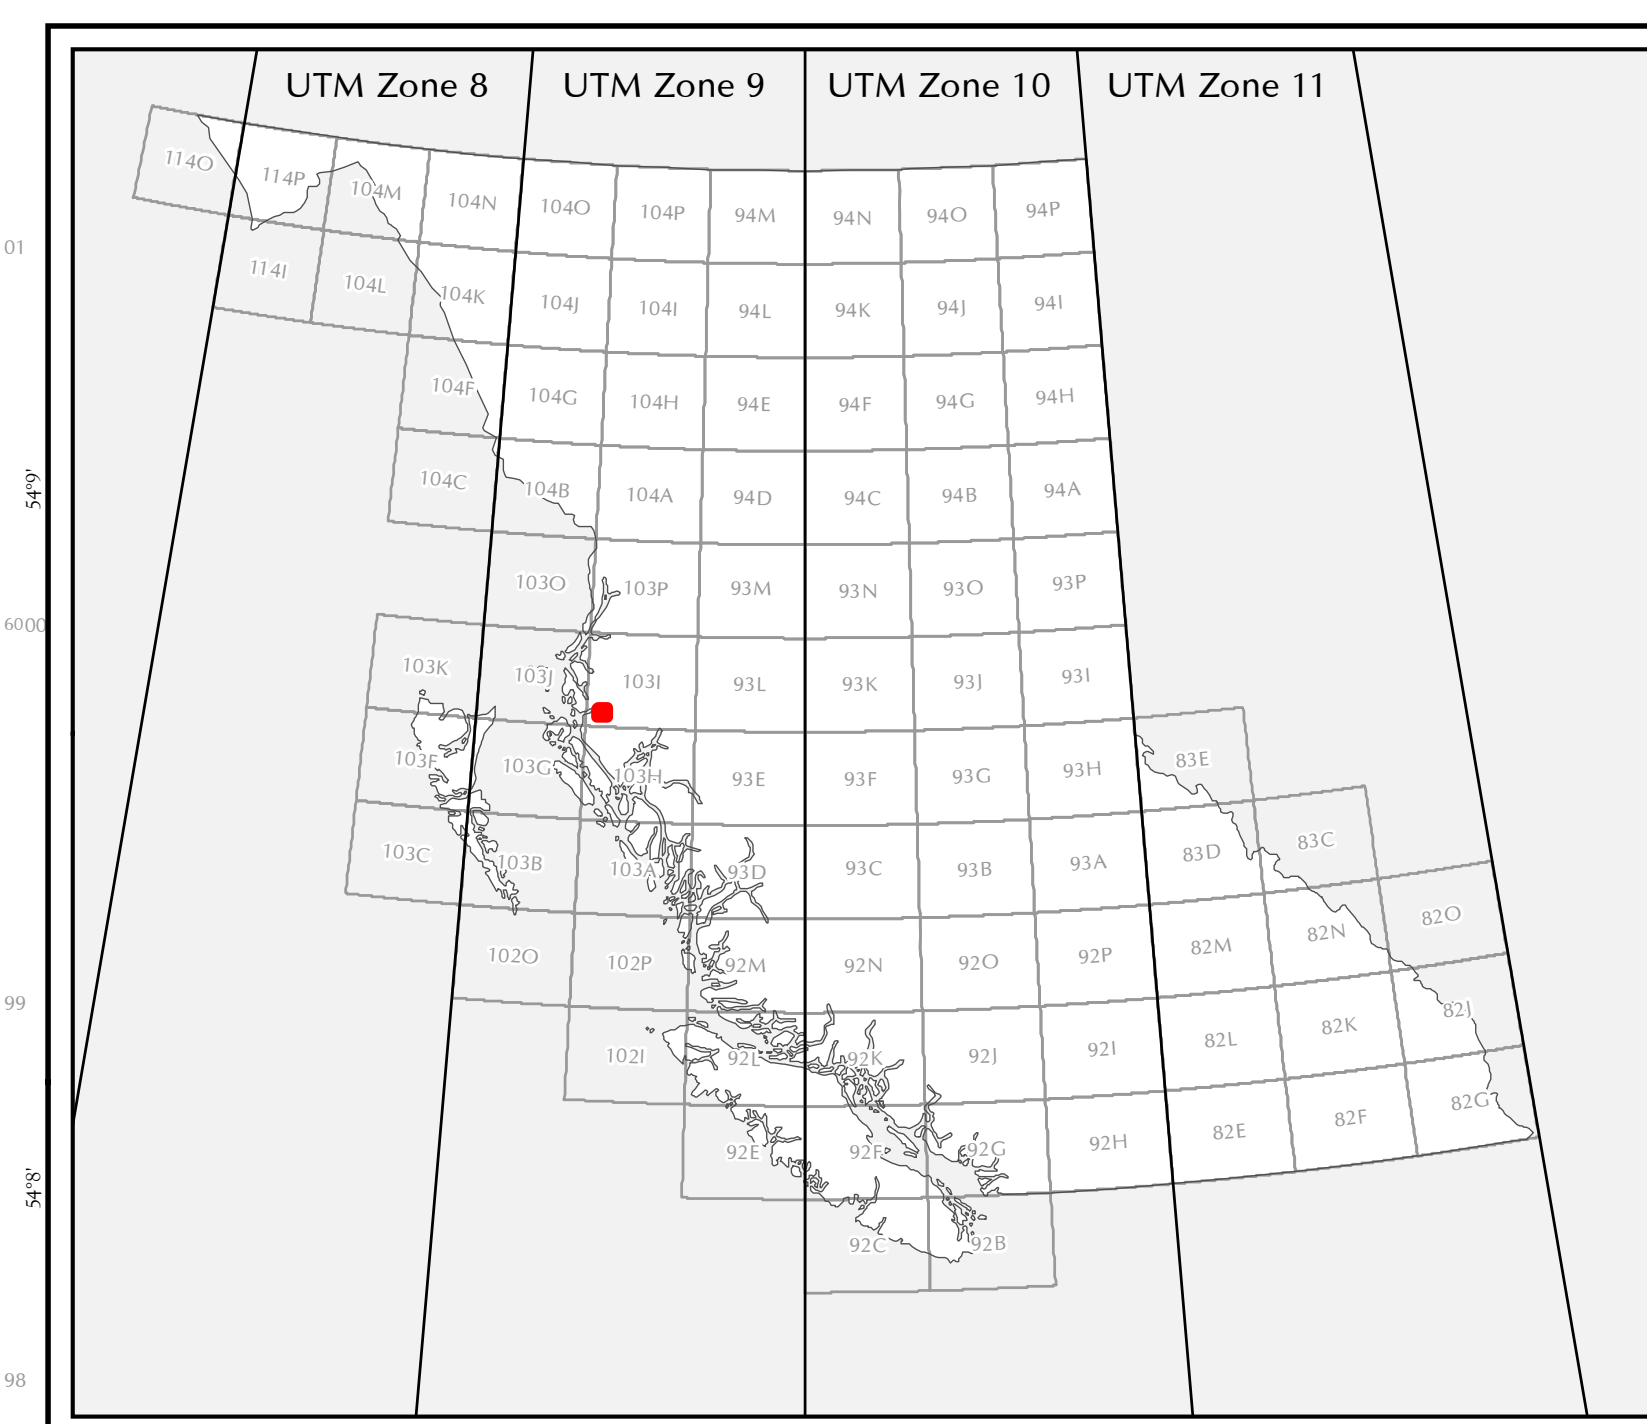 UTM Zone 8 UTM Zone 9 UTM Zone 10 UTM Zone 11
114O 114P 104M 104N 104O 104P 94M 94N 94O 94P
01
114I 104L 104K 104J 104I 94L 94K 94J 94I
104F 104G 104H 94E 94F 94G 94H
54°9'
104C 104B 104A 94D 94C 94B 94A
103O 103P 93M 93N 93O 93P
6000
103K 103J 103I 93L 93K 93J 93I
103F 103G 103H 93E 93F 93G 93H 83E
103C 103B 103A 93D 93C 93B 93A 83D 83C
102O 102P 92M 92N 92O 92P 82M 82N 82O
99
102I 92L 92K 92J 92I 82L 82K 82J
92E 92F 92G 92H 82E 82F 82G
54°8'
92C 92B
98